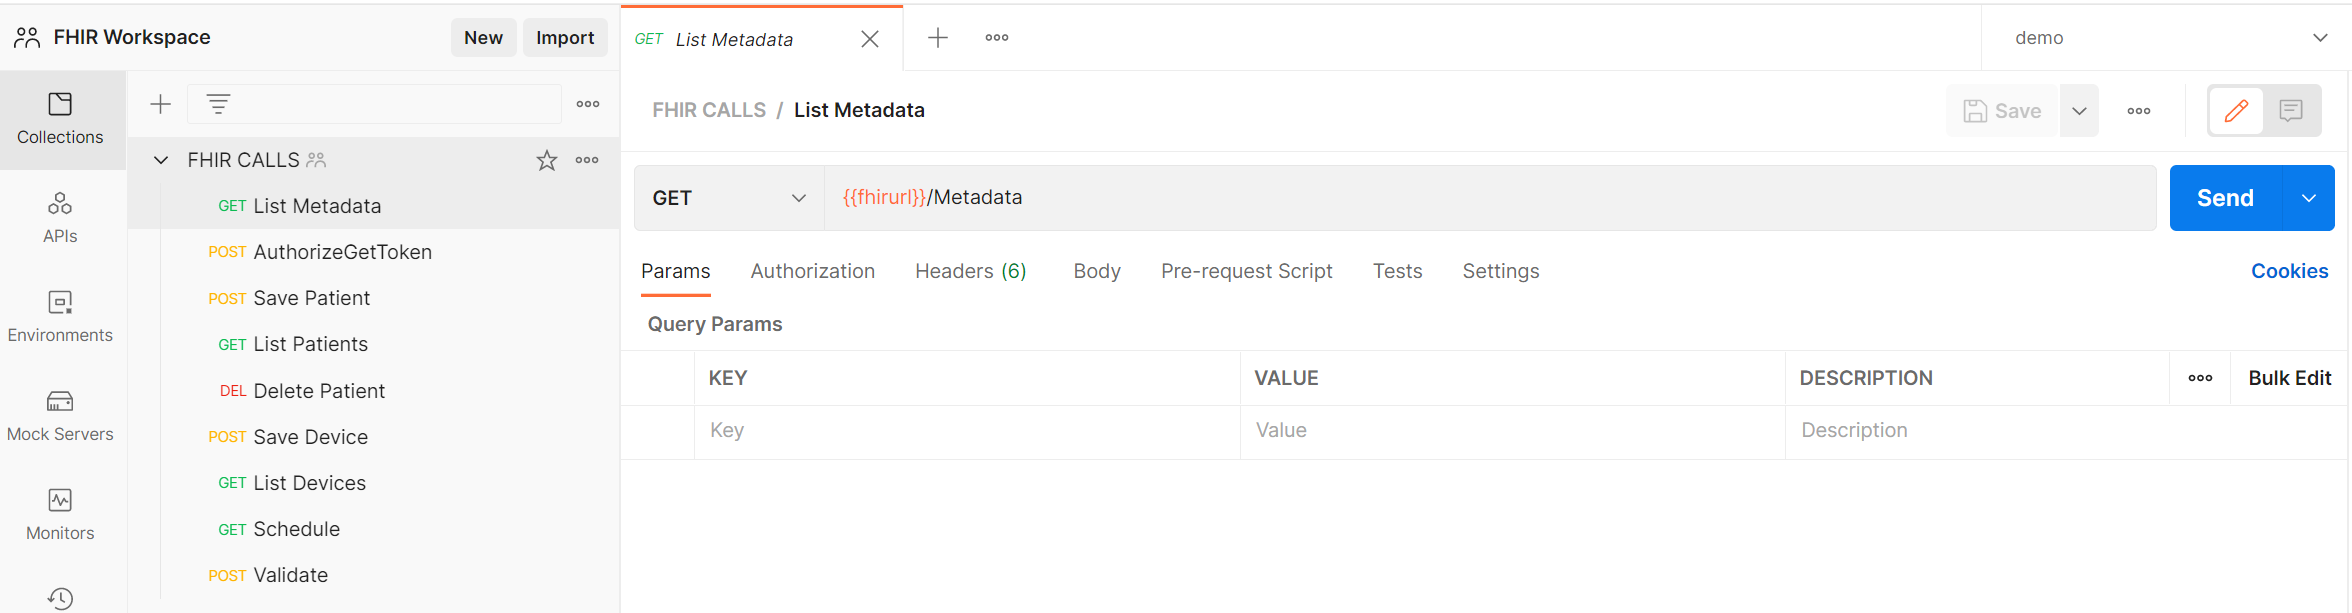 FHIR Workspace
New
Import
GET List Metadata
demo
Collections
APIs
Environments
Mock Servers
Monitors
FHIR CALLS
GET List Metadata
POST AuthorizeGetToken
POST Save Patient
GET List Patients
DEL Delete Patient
POST Save Device
GET List Devices
GET Schedule
POST Validate
FHIR CALLS / List Metadata
Save
GET
{{fhirurl}}/Metadata
Send
Params Authorization Headers (6) Body Pre-request Script Tests Settings Cookies
Query Params
KEY VALUE DESCRIPTION Bulk Edit
Key Value Description